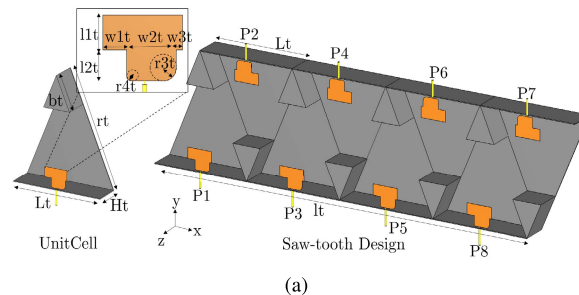 l1t
w1t w2t w3t
l2t
r3t
r4t
bt
rt
Lt
Ht
UnitCell
P2
Lt
P4
P6
P7
P1
P3
lt
P5
P8
y
x
z
Saw-tooth Design
(a)